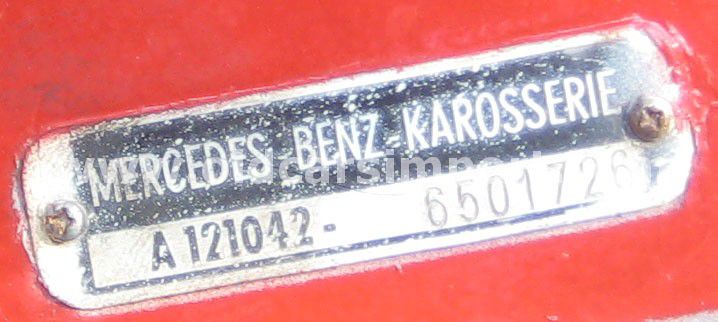 MERCEDES-BENZ-KAROSSERIE
A 121042- 6501726